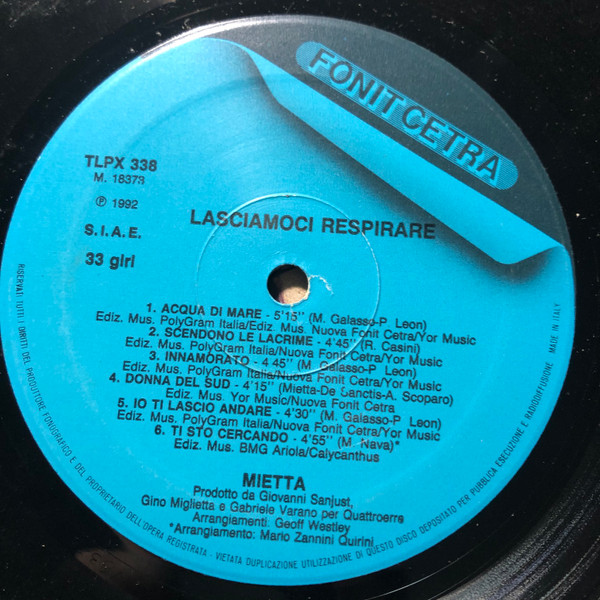 FONIT CETRA
TLPX 338
M. 18373
℗ 1992
S.I.A.E.
33 giri
LASCIAMOCI RESPIRARE
1. ACQUA DI MARE - 5'15" (M. Galasso-P Leon)
Ediz. Mus. PolyGram Italia/Ediz. Mus. Nuova Fonit Cetra/Yor Music
2. SCENDONO LE LACRIME - 4'45" (R. Casini)
Ediz. Mus. PolyGram Italia/Nuova Fonit Cetra/Yor Music
3. INNAMORATO - 4'45" (M. Galasso-P Leon)
Ediz. Mus. PolyGram Italia/Nuova Fonit Cetra/Yor Music
4. DONNA DEL SUD - 4'15" (Mietta-De Sanctis-A. Scoparo)
Ediz. Mus. Yor Music/Nuova Fonit Cetra
5. IO TI LASCIO ANDARE - 4'30" (M. Galasso-P Leon)
Ediz. Mus. PolyGram Italia/Nuova Fonit Cetra/Yor Music
6. TI STO CERCANDO - 4'55" (M. Nava)*
Ediz. Mus. BMG Ariola/Calycanthus
MIETTA
Prodotto da Giovanni Sanjust,
Gino Miglietta e Gabriele Varano per Quattroerre
Arrangiamenti: Geoff Westley
*Arrangiamento: Mario Zannini Quirini
RISERVATI TUTTI I DIRITTI DEL PRODUTTORE FONOGRAFICO E DEL PROPRIETARIO DELL'OPERA REGISTRATA - VIETATA DUPLICAZIONE UTILIZZAZIONE DI QUESTO DISCO DEPOSITATO PER PUBBLICA ESECUZIONE E RADIODIFFUSIONE. MADE IN ITALY